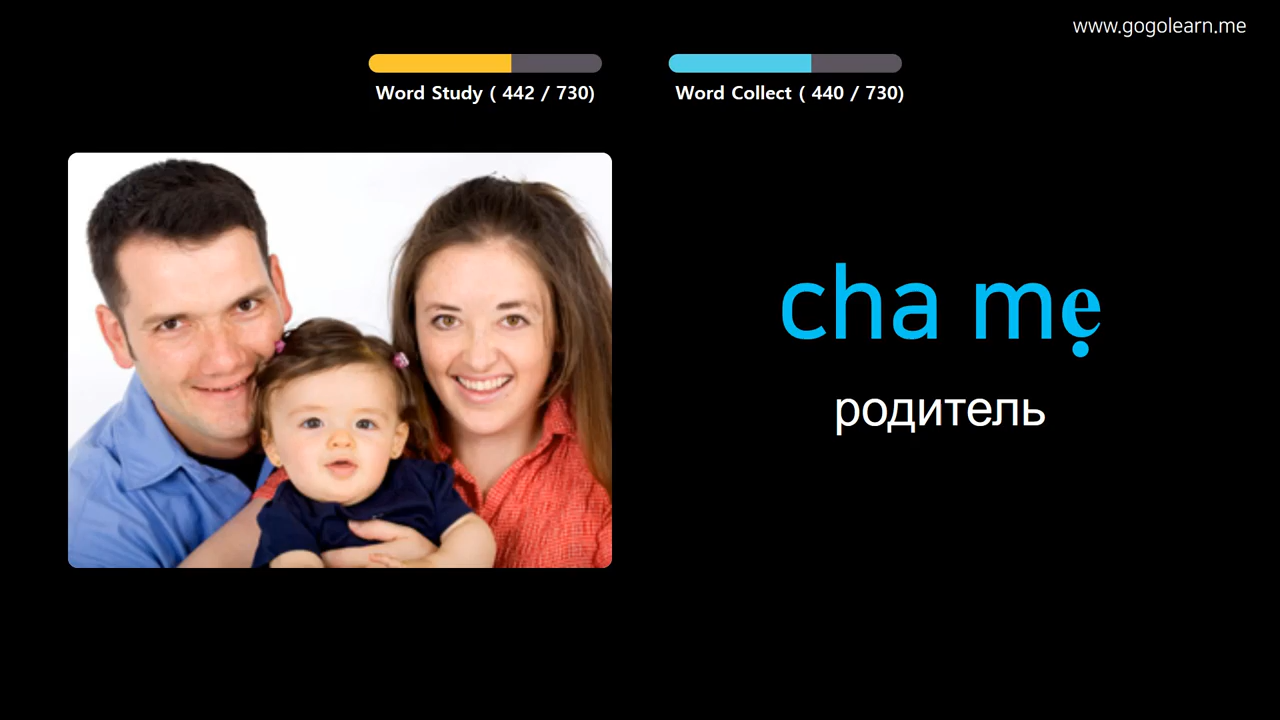 www.gogolearn.me
Word Study ( 442 / 730)
Word Collect ( 440 / 730)
cha mẹ
родитель